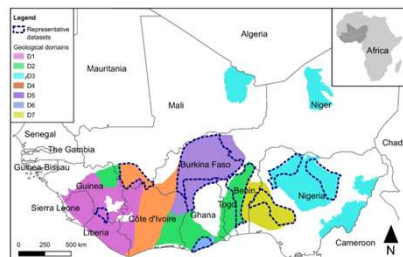 Legend
Representative
datasets
Geological domains
D1
D2
D3
D4
D5
D6
D7
Algeria
Africa
Mauritania
Mali
Niger
Chad
Senegal
The Gambia
Guinea-Bissau
Guinea
Burkina Faso
Benin
Nigeria
Sierra Leone
Côte d'Ivoire
Ghana
Togo
Liberia
Cameroon
0 250 500 km
N